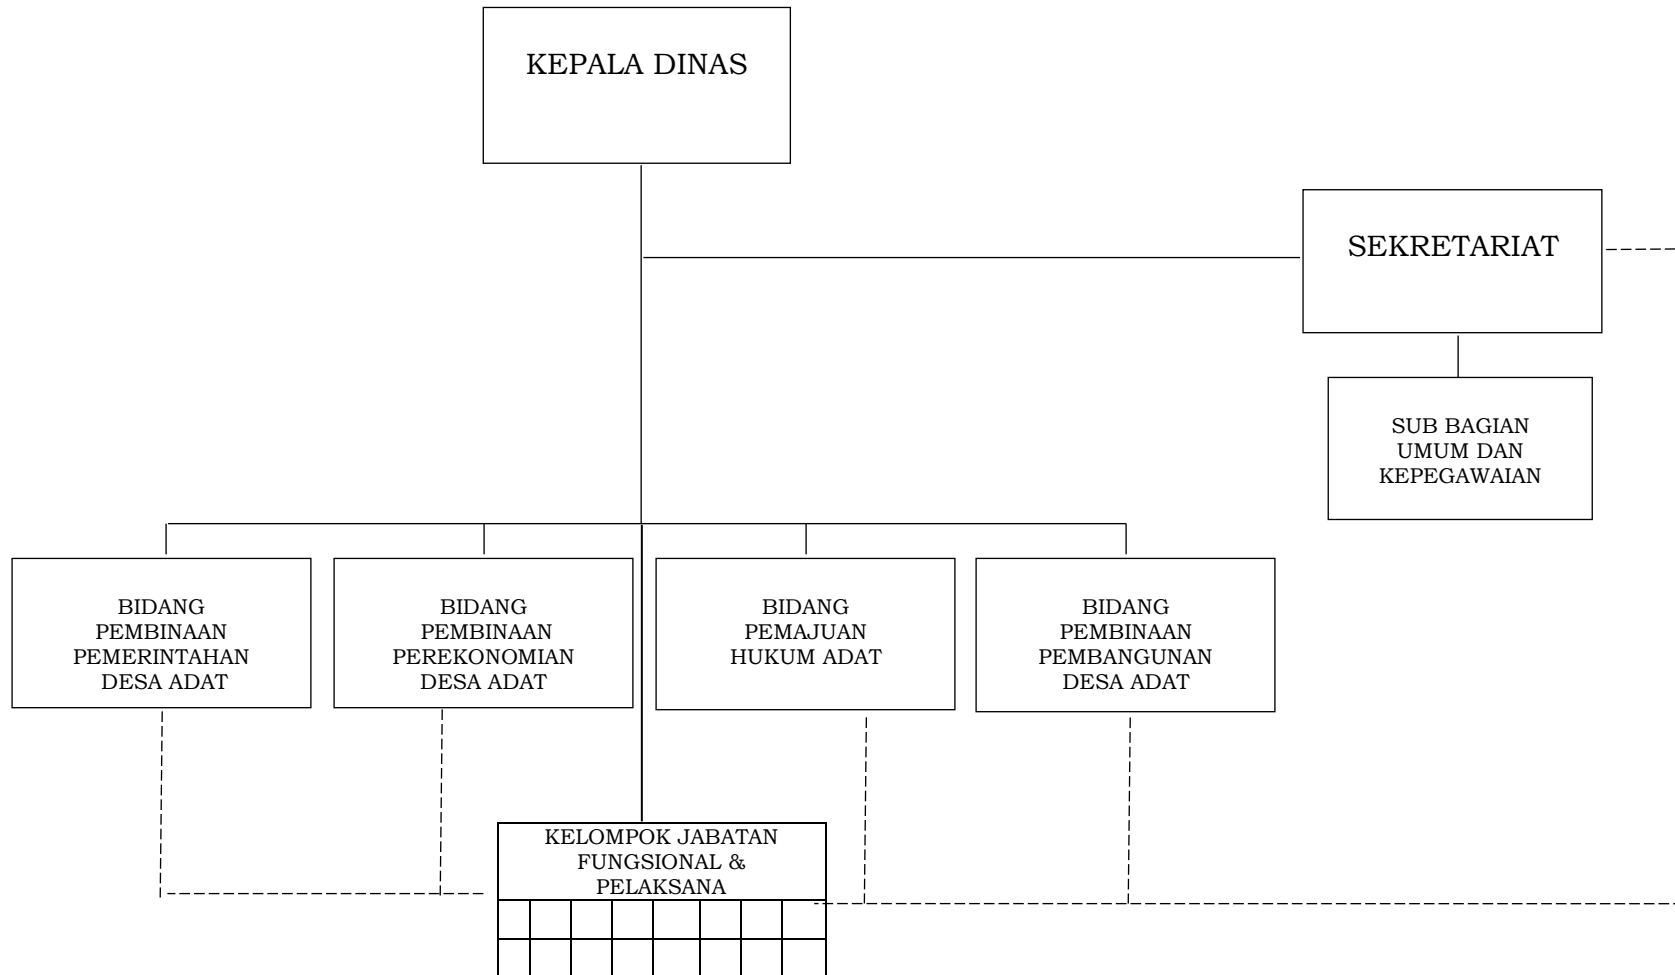 KEPALA DINAS
SEKRETARIAT
SUB BAGIAN
UMUM DAN
KEPEGAWAIAN
BIDANG
PEMBINAAN
PEMERINTAHAN
DESA ADAT
BIDANG
PEMBINAAN
PEREKONOMIAN
DESA ADAT
BIDANG
PEMAJUAN
HUKUM ADAT
BIDANG
PEMBINAAN
PEMBANGUNAN
DESA ADAT
KELOMPOK JABATAN
FUNGSIONAL &
PELAKSANA